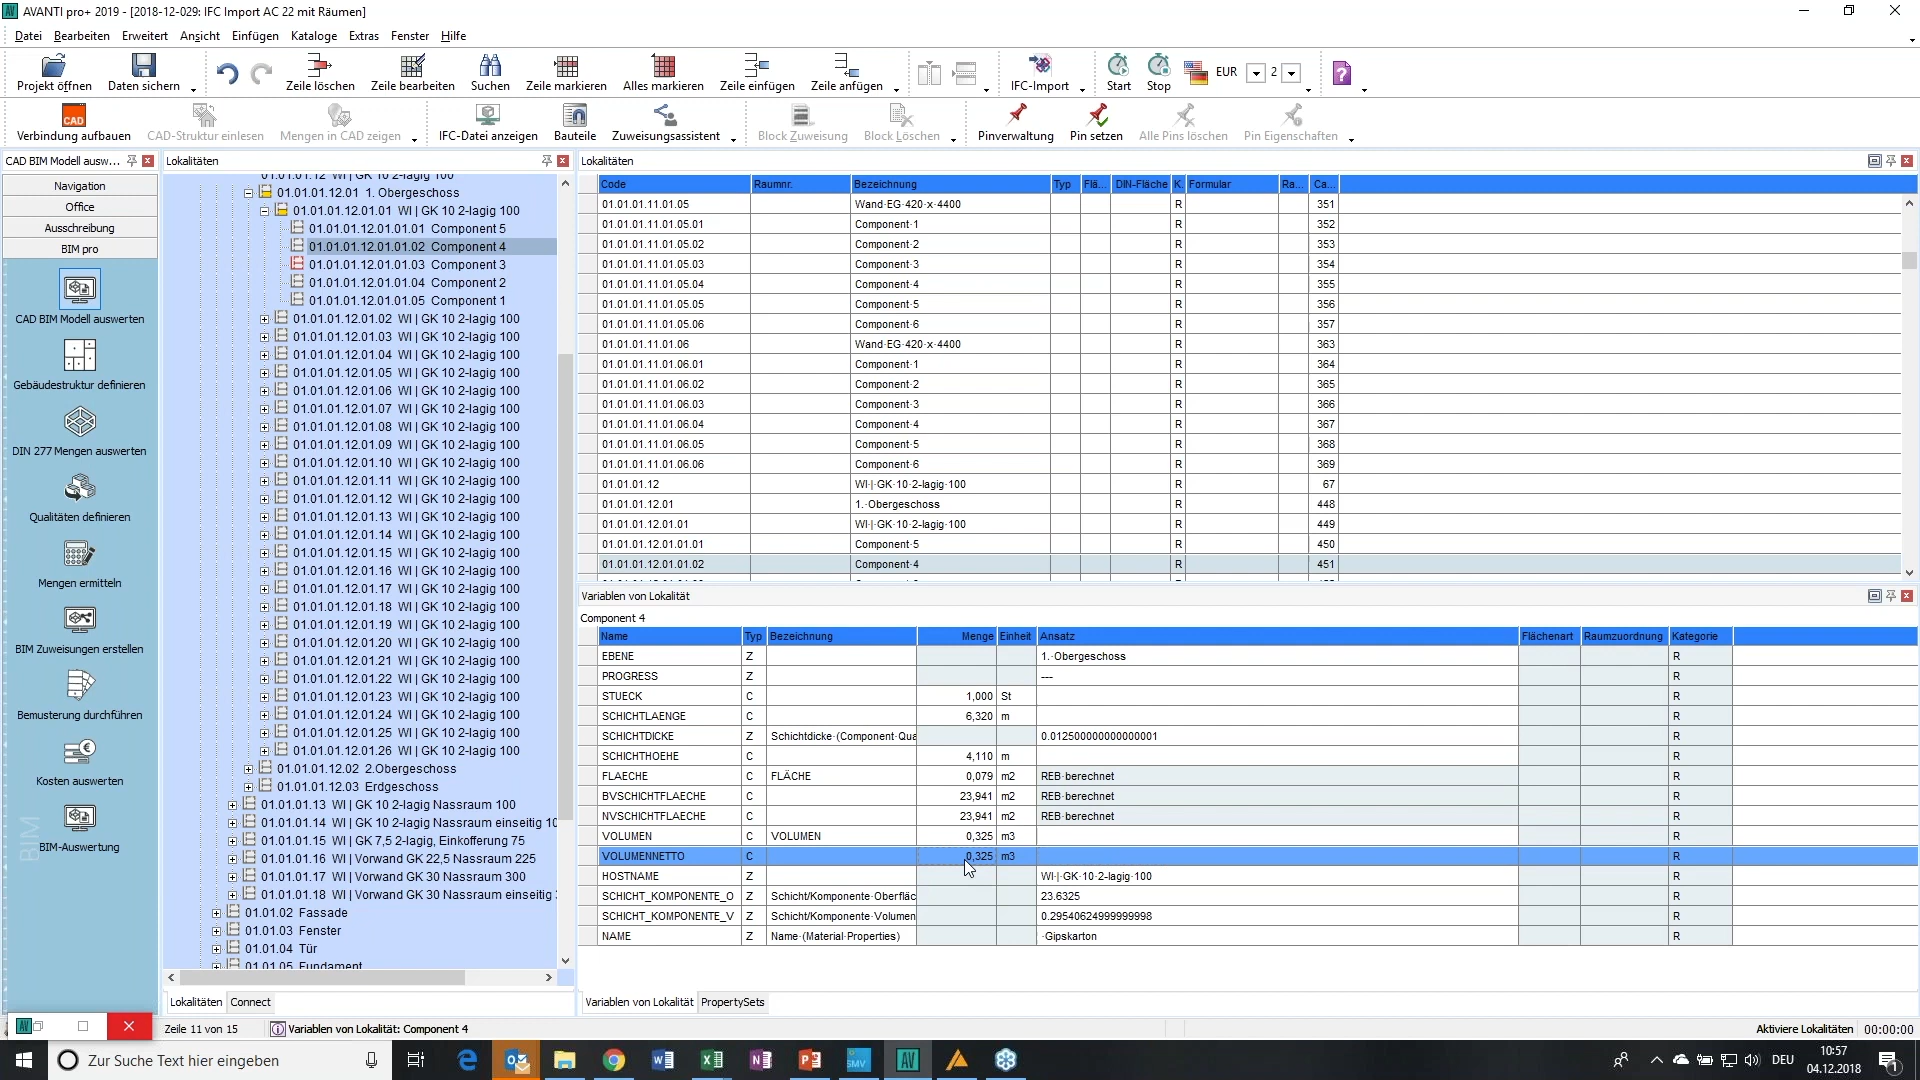 AVANTI pro+ 2019 - [2018-12-029: IFC Import AC 22 mit Räumen]
Datei Bearbeiten Erweitert Ansicht Einfügen Kataloge Extras Fenster Hilfe
Projekt öffnen Daten sichern Zeile löschen Zeile bearbeiten Suchen Zeile markieren Alles markieren Zeile einfügen Zeile anfügen IFC-Import Start Stop EUR 2
CAD
Verbindung aufbauen CAD-Struktur einlesen Mengen in CAD zeigen IFC-Datei anzeigen Bauteile Zuweisungsassistent Block Zuweisung Block Löschen Pinverwaltung Pin setzen Alle Pins löschen Pin Eigenschaften
CAD BIM Modell ausw...
Navigation
Office
Ausschreibung
BIM pro
CAD BIM Modell auswerten
Gebäudestruktur definieren
DIN 277 Mengen auswerten
Qualitäten definieren
Mengen ermitteln
BIM Zuweisungen erstellen
Bemusterung durchführen
Kosten auswerten
BIM-Auswertung
BIM
Lokalitäten
01.01.01.12 WI | GK 10 2-lagig 100
01.01.01.12.01 1. Obergeschoss
01.01.01.12.01.01 WI | GK 10 2-lagig 100
01.01.01.12.01.01.01 Component 5
01.01.01.12.01.01.02 Component 4
01.01.01.12.01.01.03 Component 3
01.01.01.12.01.01.04 Component 2
01.01.01.12.01.01.05 Component 1
01.01.01.12.01.02 WI | GK 10 2-lagig 100
01.01.01.12.01.03 WI | GK 10 2-lagig 100
01.01.01.12.01.04 WI | GK 10 2-lagig 100
01.01.01.12.01.05 WI | GK 10 2-lagig 100
01.01.01.12.01.06 WI | GK 10 2-lagig 100
01.01.01.12.01.07 WI | GK 10 2-lagig 100
01.01.01.12.01.08 WI | GK 10 2-lagig 100
01.01.01.12.01.09 WI | GK 10 2-lagig 100
01.01.01.12.01.10 WI | GK 10 2-lagig 100
01.01.01.12.01.11 WI | GK 10 2-lagig 100
01.01.01.12.01.12 WI | GK 10 2-lagig 100
01.01.01.12.01.13 WI | GK 10 2-lagig 100
01.01.01.12.01.14 WI | GK 10 2-lagig 100
01.01.01.12.01.15 WI | GK 10 2-lagig 100
01.01.01.12.01.16 WI | GK 10 2-lagig 100
01.01.01.12.01.17 WI | GK 10 2-lagig 100
01.01.01.12.01.18 WI | GK 10 2-lagig 100
01.01.01.12.01.19 WI | GK 10 2-lagig 100
01.01.01.12.01.20 WI | GK 10 2-lagig 100
01.01.01.12.01.21 WI | GK 10 2-lagig 100
01.01.01.12.01.22 WI | GK 10 2-lagig 100
01.01.01.12.01.23 WI | GK 10 2-lagig 100
01.01.01.12.01.24 WI | GK 10 2-lagig 100
01.01.01.12.01.25 WI | GK 10 2-lagig 100
01.01.01.12.01.26 WI | GK 10 2-lagig 100
01.01.01.12.02 2.Obergeschoss
01.01.01.12.03 Erdgeschoss
01.01.01.13 WI | GK 10 2-lagig Nassraum 100
01.01.01.14 WI | GK 10 2-lagig Nassraum einseitig 10
01.01.01.15 WI | GK 7,5 2-lagig, Einkofferung 75
01.01.01.16 WI | Vorwand GK 22,5 Nassraum 225
01.01.01.17 WI | Vorwand GK 30 Nassraum 300
01.01.01.18 WI | Vorwand GK 30 Nassraum einseitig
01.01.02 Fassade
01.01.03 Fenster
01.01.04 Tür
01.01.05 Fundament
Lokalitäten Connect
Lokalitäten
Code Raumnr. Bezeichnung Typ Flä... DIN-Fläche K. Formular Ra... Ca...
01.01.01.11.01.05 Wand·EG·420·x·4400 R 351
01.01.01.11.01.05.01 Component·1 R 352
01.01.01.11.01.05.02 Component·2 R 353
01.01.01.11.01.05.03 Component·3 R 354
01.01.01.11.01.05.04 Component·4 R 355
01.01.01.11.01.05.05 Component·5 R 356
01.01.01.11.01.05.06 Component·6 R 357
01.01.01.11.01.06 Wand·EG·420·x·4400 R 363
01.01.01.11.01.06.01 Component·1 R 364
01.01.01.11.01.06.02 Component·2 R 365
01.01.01.11.01.06.03 Component·3 R 366
01.01.01.11.01.06.04 Component·4 R 367
01.01.01.11.01.06.05 Component·5 R 368
01.01.01.11.01.06.06 Component·6 R 369
01.01.01.12 WI·|·GK·10·2-lagig·100 R 67
01.01.01.12.01 1.·Obergeschoss R 448
01.01.01.12.01.01 WI·|·GK·10·2-lagig·100 R 449
01.01.01.12.01.01.01 Component·5 R 450
01.01.01.12.01.01.02 Component·4 R 451
Variablen von Lokalität
Component 4
Name Typ Bezeichnung Menge Einheit Ansatz Flächenart Raumzuordnung Kategorie
EBENE Z 1.·Obergeschoss R
PROGRESS Z --- R
STUECK C 1,000 St R
SCHICHTLAENGE C 6,320 m R
SCHICHTDICKE Z Schichtdicke·(Component·Qua 0.012500000000000001 R
SCHICHTHOEHE C 4,110 m R
FLAECHE C FLÄCHE 0,079 m2 REB·berechnet R
BVSCHICHTFLAECHE C 23,941 m2 REB·berechnet R
NVSCHICHTFLAECHE C 23,941 m2 REB·berechnet R
VOLUMEN C VOLUMEN 0,325 m3 R
VOLUMENNETTO C 0,325 m3 R
HOSTNAME Z WI·|·GK·10·2-lagig·100 R
SCHICHT_KOMPONENTE_O Z Schicht/Komponente·Oberfläc 23.6325 R
SCHICHT_KOMPONENTE_V Z Schicht/Komponente·Volumen 0.29540624999999998 R
NAME Z Name·(Material·Properties) ·Gipskarton R
Variablen von Lokalität PropertySets
Zeile 11 von 15 Variablen von Lokalität: Component 4 Aktiviere Lokalitäten 00:00:00
Zur Suche Text hier eingeben
SMV AV
DEU
10:57
04.12.2018
1